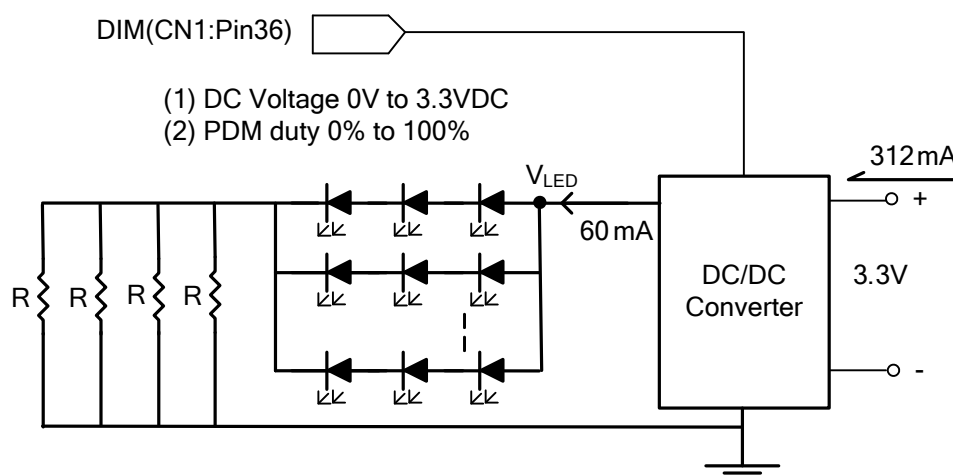 DIM(CN1:Pin36)
(1) DC Voltage 0V to 3.3VDC
(2) PDM duty 0% to 100%
312mA
VLED
+
60mA
DC/DC
Converter
3.3V
R
R
R
R
-